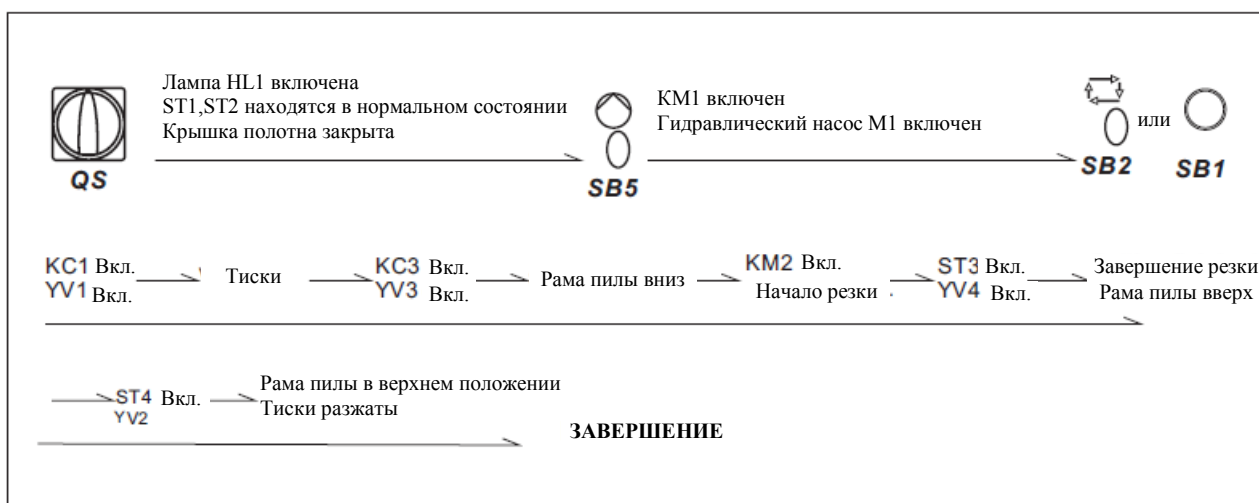 Лампа HL1 включена
ST1,ST2 находятся в нормальном состоянии
Крышка полотна закрыта
QS
SB5
КМ1 включен
Гидравлический насос М1 включен
или
SB2
SB1
KC1 Вкл.
YV1 Вкл.
Тиски
KC3 Вкл.
YV3 Вкл.
Рама пилы вниз
KM2 Вкл.
Начало резки
ST3 Вкл.
YV4 Вкл.
Завершение резки
Рама пилы вверх
ST4 Вкл.
YV2
Рама пилы в верхнем положении
Тиски разжаты
ЗАВЕРШЕНИЕ